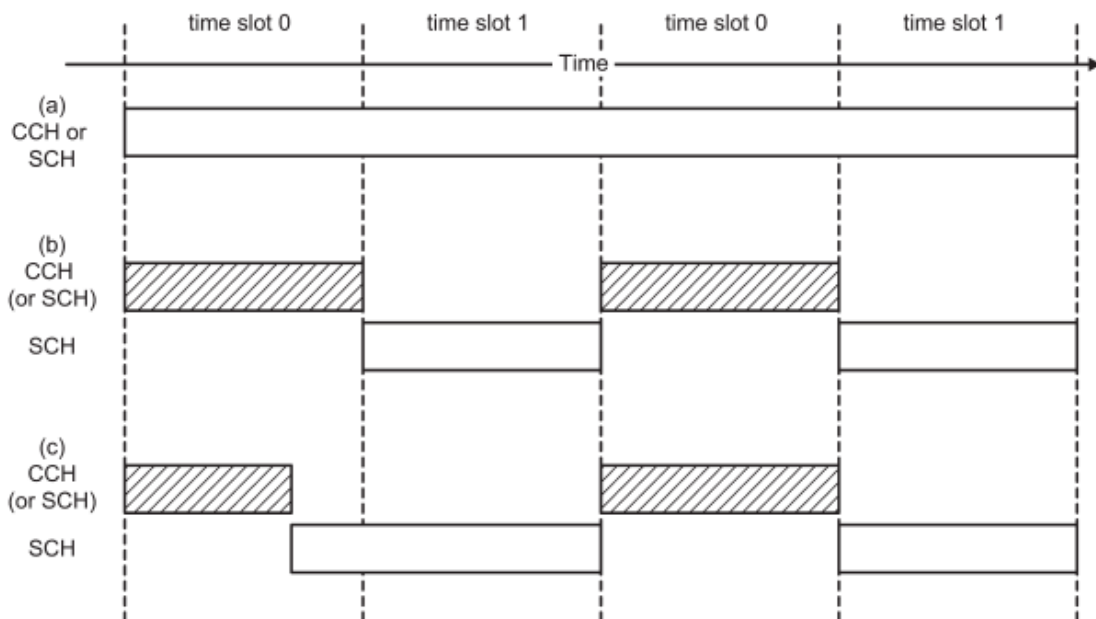 time slot 0
time slot 1
time slot 0
time slot 1
Time
(a)
CCH or
SCH
(b)
CCH
(or SCH)
SCH
(c)
CCH
(or SCH)
SCH